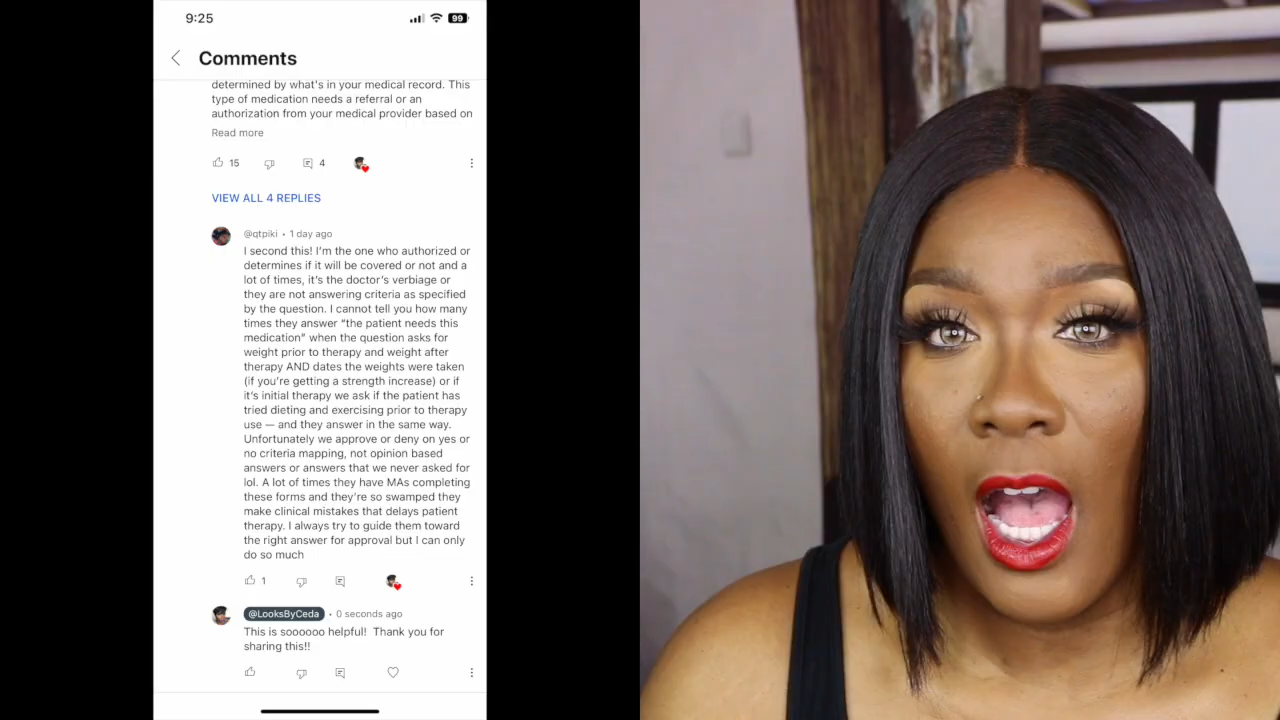 9:25
99
Comments
determined by what's in your medical record. This
type of medication needs a referral or an
authorization from your medical provider based on
Read more
15
4
VIEW ALL 4 REPLIES
@qtpiki • 1 day ago
I second this! I'm the one who authorized or
determines if it will be covered or not and a
lot of times, it's the doctor's verbiage or
they are not answering criteria as specified
by the question. I cannot tell you how many
times they answer “the patient needs this
medication” when the question asks for
weight prior to therapy and weight after
therapy AND dates the weights were taken
(if you're getting a strength increase) or if
it's initial therapy we ask if the patient has
tried dieting and exercising prior to therapy
use — and they answer in the same way.
Unfortunately we approve or deny on yes or
no criteria mapping, not opinion based
answers or answers that we never asked for
lol. A lot of times they have MAs completing
these forms and they're so swamped they
make clinical mistakes that delays patient
therapy. I always try to guide them toward
the right answer for approval but I can only
do so much
1
@LooksByCeda • 0 seconds ago
This is soooooo helpful! Thank you for
sharing this!!